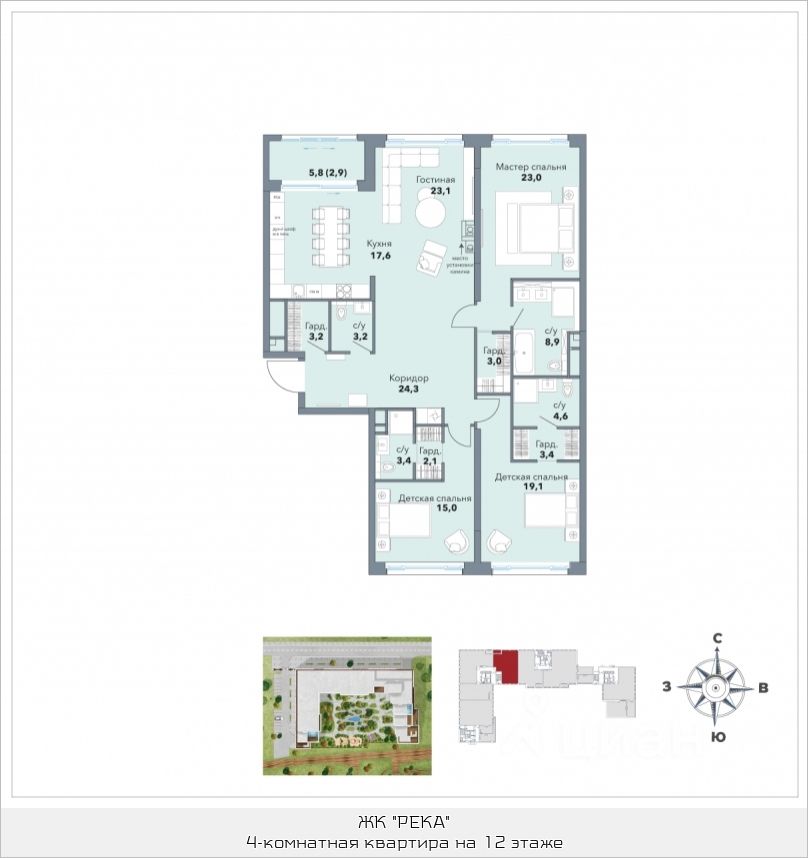 5,8 (2,9)
Гостиная
23,1
Мастер спальня
23,0
Кухня
17,6
место
установки
камина
Гард.
3,2
с/у
3,2
с/у
8,9
Гард.
3,0
Коридор
24,3
с/у
4,6
с/у
3,4
Гард.
2,1
Гард.
3,4
Детская спальня
15,0
Детская спальня
19,1
С
З
В
Ю
циан
ЖК "РЕКА"
4-комнатная квартира на 12 этаже